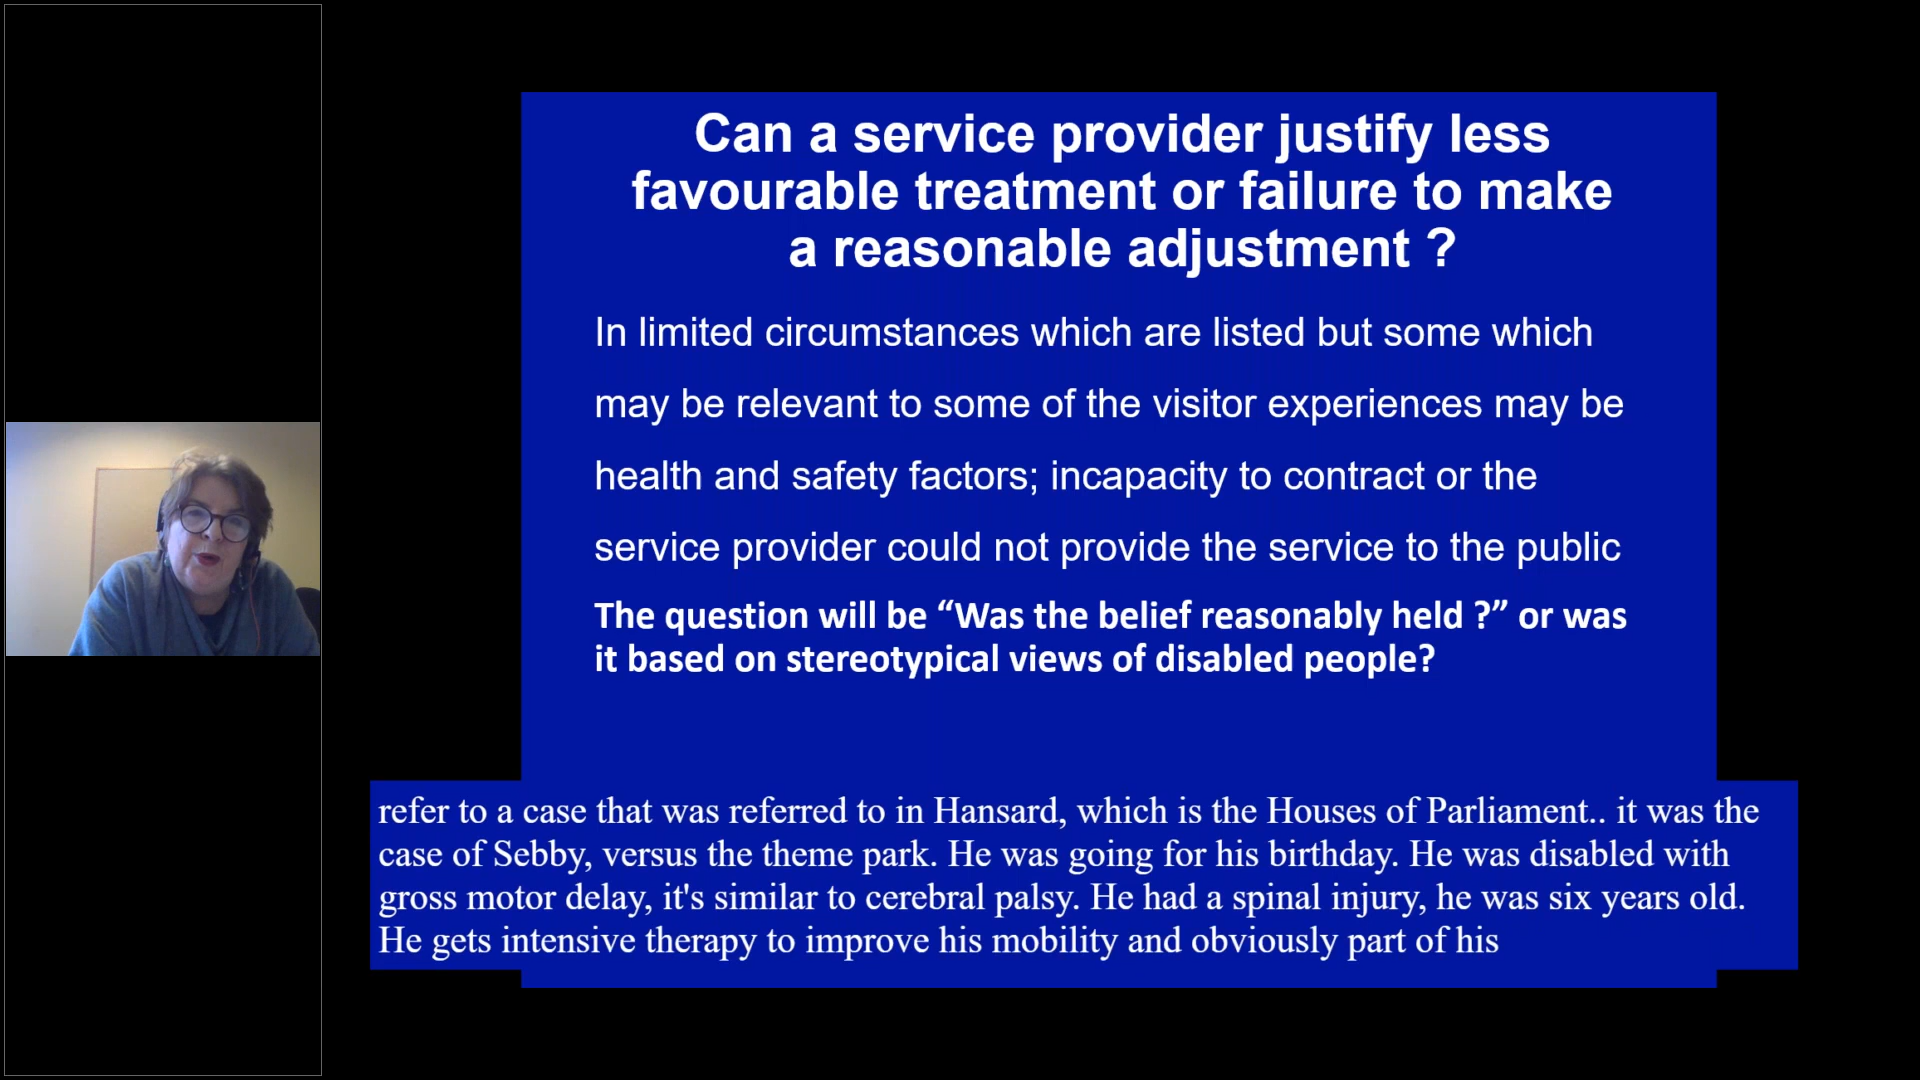 Can a service provider justify less
favourable treatment or failure to make
a reasonable adjustment ?
In limited circumstances which are listed but some which
may be relevant to some of the visitor experiences may be
health and safety factors; incapacity to contract or the
service provider could not provide the service to the public
The question will be “Was the belief reasonably held ?” or was
it based on stereotypical views of disabled people?
refer to a case that was referred to in Hansard, which is the Houses of Parliament.. it was the
case of Sebby, versus the theme park. He was going for his birthday. He was disabled with
gross motor delay, it's similar to cerebral palsy. He had a spinal injury, he was six years old.
He gets intensive therapy to improve his mobility and obviously part of his